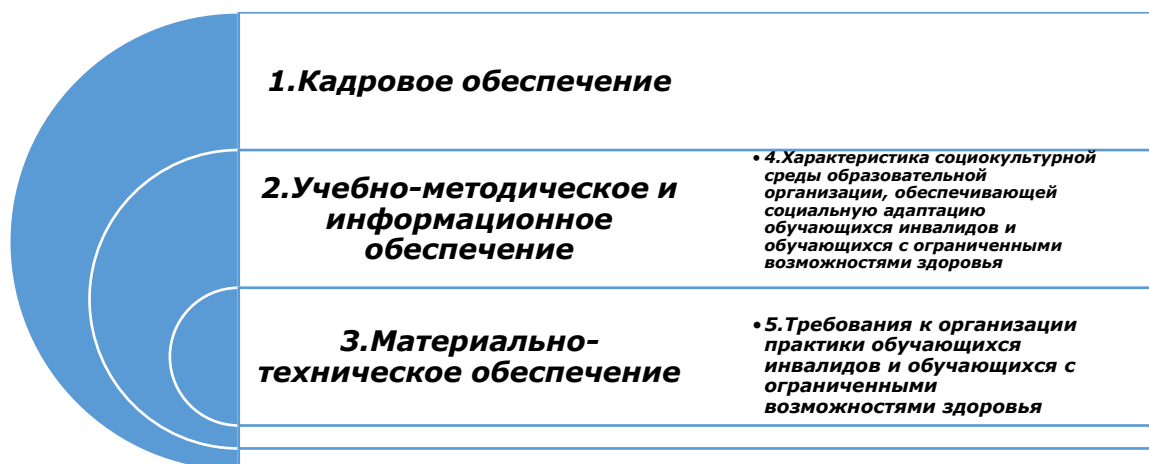 1.Кадровое обеспечение
2.Учебно-методическое и
информационное
обеспечение
• 4.Характеристика социокультурной
среды образовательной
организации, обеспечивающей
социальную адаптацию
обучающихся инвалидов и
обучающихся с ограниченными
возможностями здоровья
3.Материально-
техническое обеспечение
• 5.Требования к организации
практики обучающихся
инвалидов и обучающихся с
ограниченными
возможностями здоровья